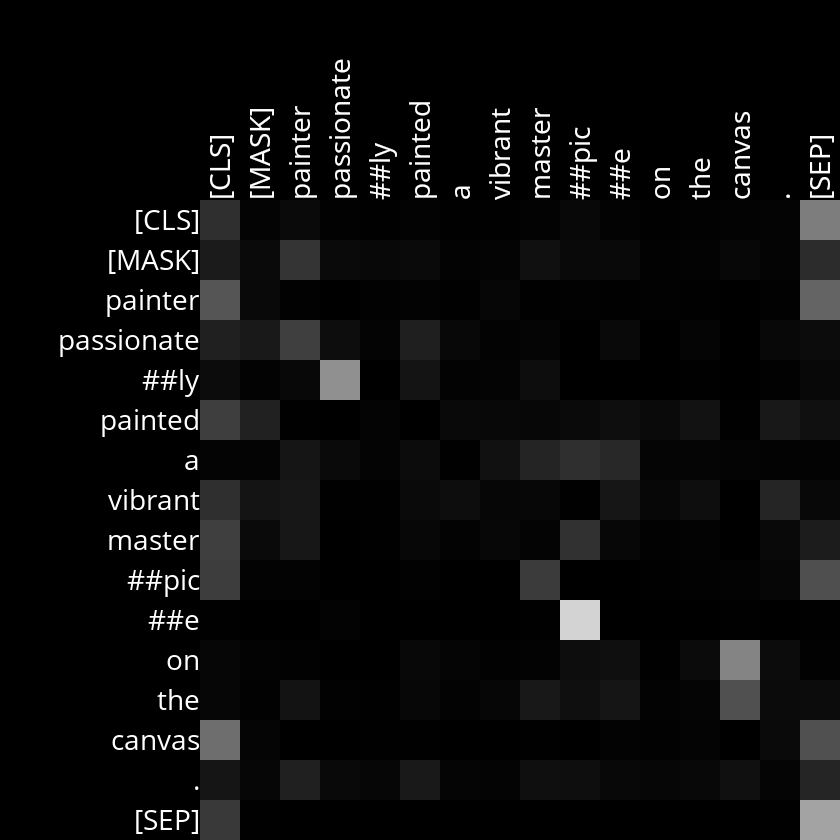 [CLS] [MASK] painter passionate ##ly painted a vibrant master ##pic ##e on the canvas . [SEP]
[CLS]
[MASK]
painter
passionate
##ly
painted
a
vibrant
master
##pic
##e
on
the
canvas
.
[SEP]